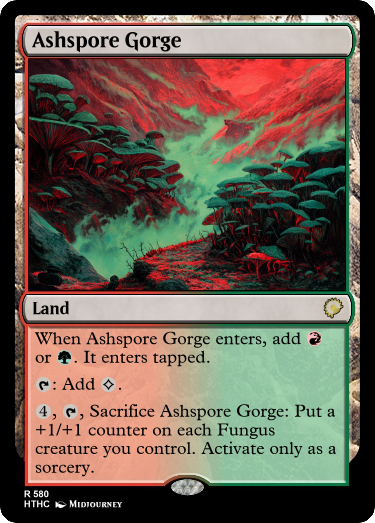 Ashspore Gorge
Land
When Ashspore Gorge enters, add
or . It enters tapped.
: Add .
4, , Sacrifice Ashspore Gorge: Put a
+1/+1 counter on each Fungus
creature you control. Activate only as a
sorcery.
R 580
HTHC MIDJOURNEY